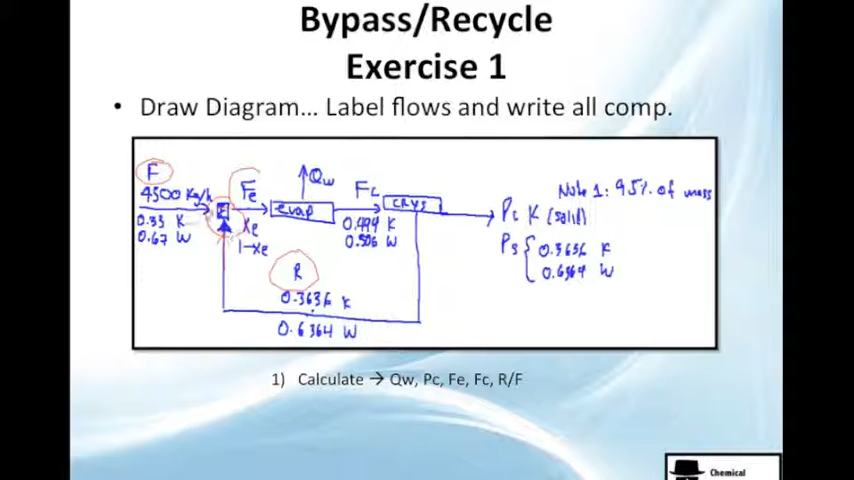 Bypass/Recycle
Exercise 1
• Draw Diagram... Label flows and write all comp.
F
4500 Kg/h
0.33 K
0.67 W
Fe
Xe
1-Xe
Qw
evap
Fc
0.494 K
0.506 W
crys
Note 1: 95% of mass
Pc K (solid)
Ps { 0.3636 K
0.6364 W
R
0.3636 K
0.6364 W
1) Calculate → Qw, Pc, Fe, Fc, R/F
Chemical